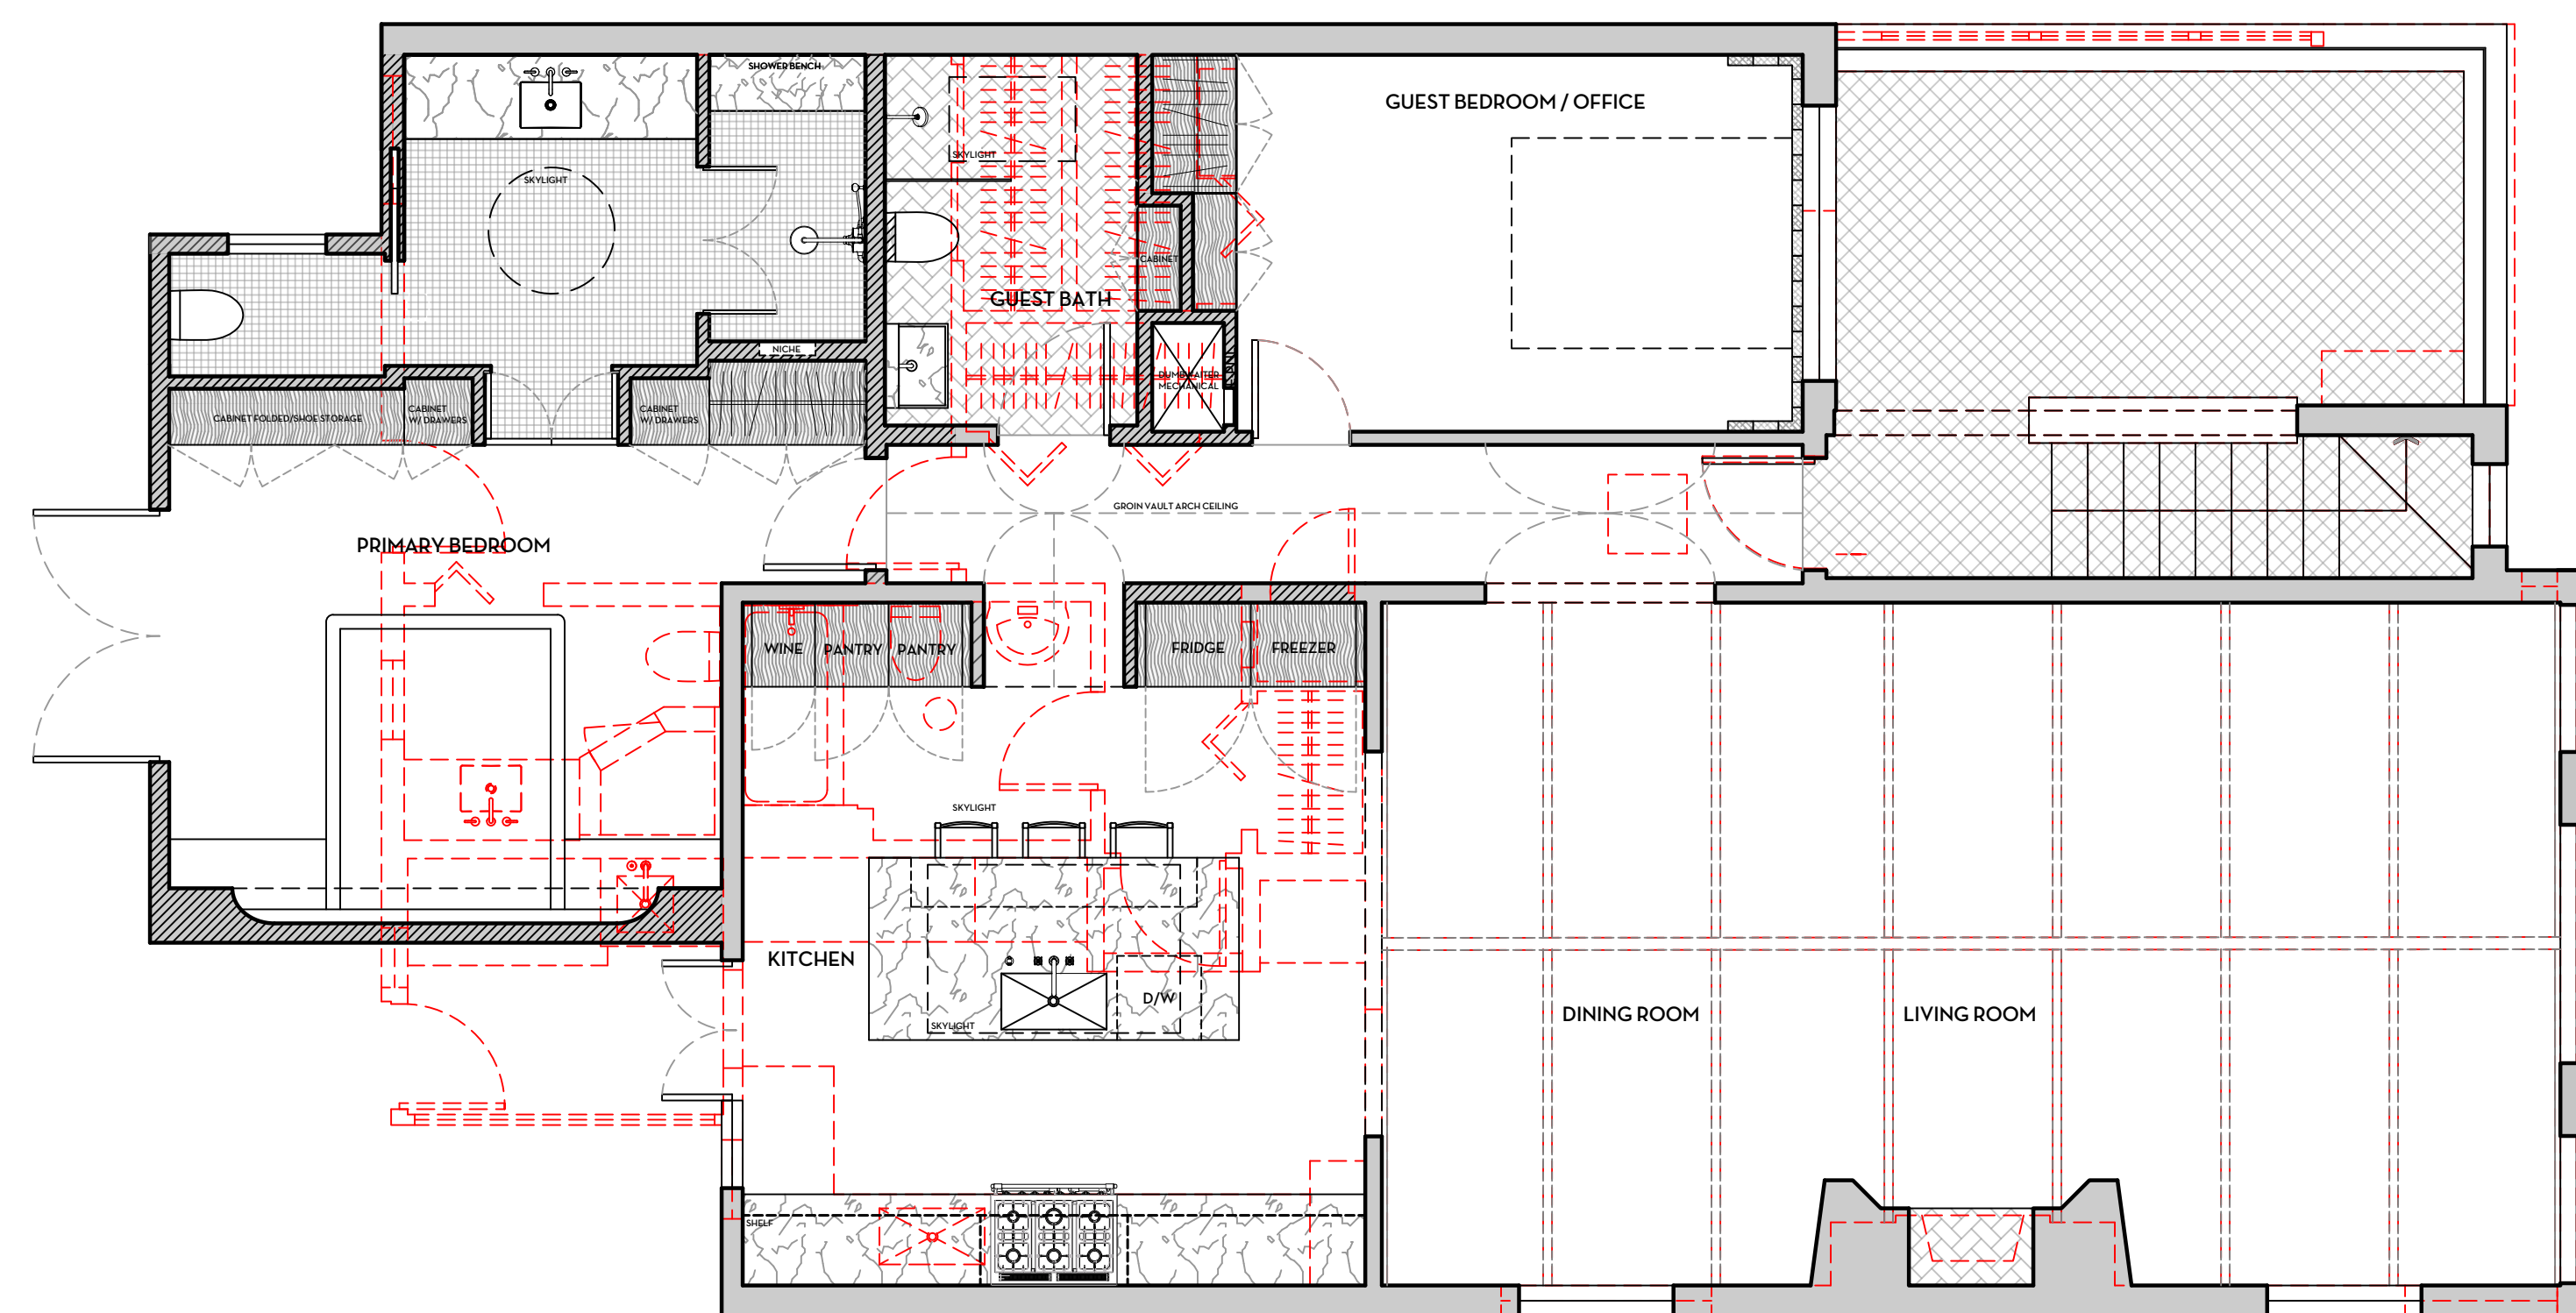 SHOWER BENCH
GUEST BEDROOM / OFFICE
SKYLIGHT
SKYLIGHT
CABINET
GUEST BATH
NICHE
DUMBWAITER
MECHANICAL
CABINET FOLDED/SHOE STORAGE
CABINET
W/ DRAWERS
CABINET
W/ DRAWERS
GROIN VAULT ARCH CEILING
PRIMARY BEDROOM
WINE
PANTRY
PANTRY
FRIDGE
FREEZER
SKYLIGHT
KITCHEN
D/W
SKYLIGHT
DINING ROOM
LIVING ROOM
SHELF